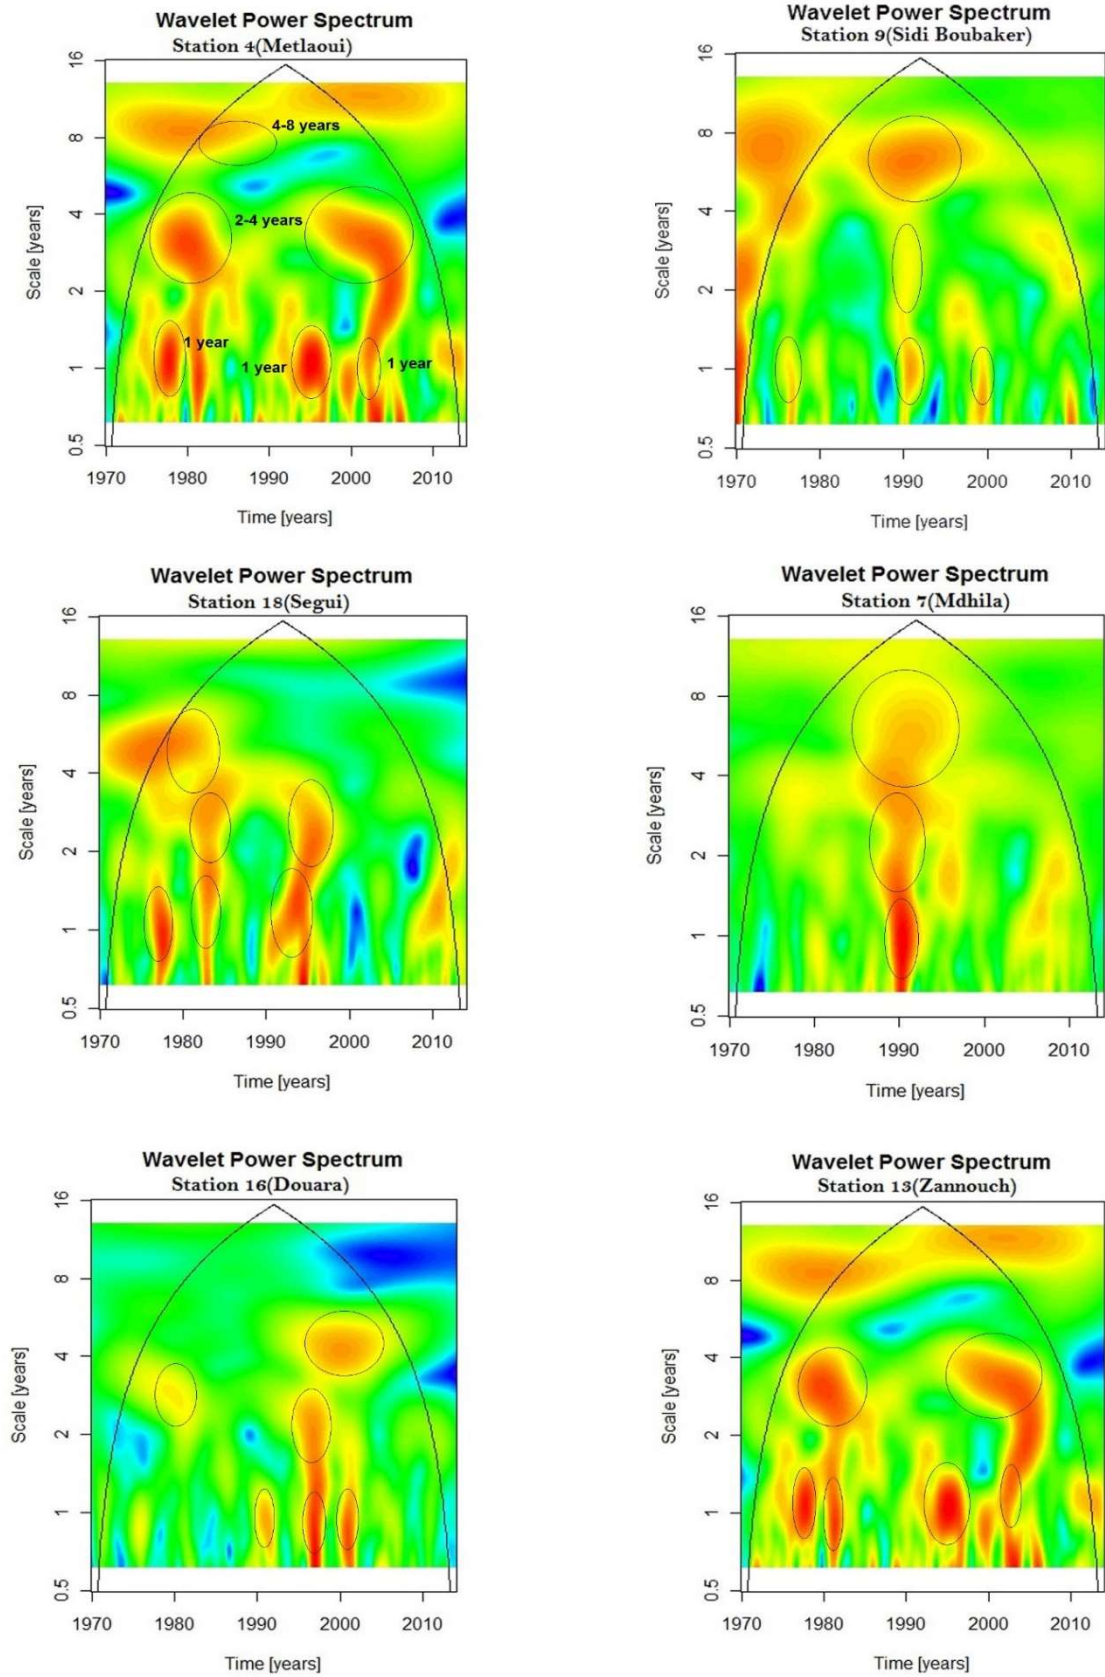 Wavelet Power Spectrum
Station 4(Metlaoui)
16
8
4
2
1
0.5
Scale [years]
4-8 years
2-4 years
1 year
1 year
1 year
1970 1980 1990 2000 2010
Time [years]
Wavelet Power Spectrum
Station 9(Sidi Boubaker)
16
8
4
2
1
0.5
Scale [years]
1970 1980 1990 2000 2010
Time [years]
Wavelet Power Spectrum
Station 18(Segui)
16
8
4
2
1
0.5
Scale [years]
1970 1980 1990 2000 2010
Time [years]
Wavelet Power Spectrum
Station 7(Mdhila)
16
8
4
2
1
0.5
Scale [years]
1970 1980 1990 2000 2010
Time [years]
Wavelet Power Spectrum
Station 16(Douara)
16
8
4
2
1
0.5
Scale [years]
1970 1980 1990 2000 2010
Time [years]
Wavelet Power Spectrum
Station 13(Zannouch)
16
8
4
2
1
0.5
Scale [years]
1970 1980 1990 2000 2010
Time [years]